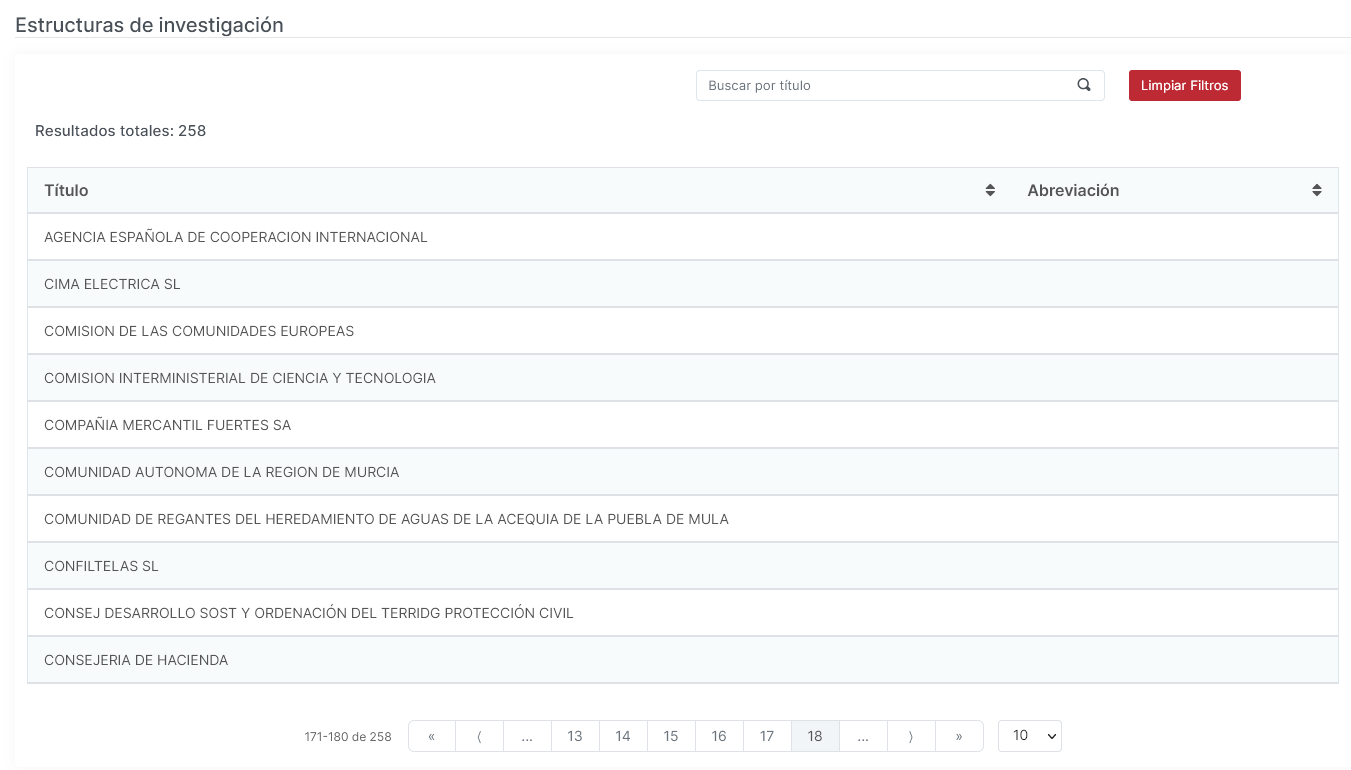 Estructuras de investigación
Buscar por título
Limpiar Filtros
Resultados totales: 258
Título Abreviación
AGENCIA ESPAÑOLA DE COOPERACION INTERNACIONAL
CIMA ELECTRICA SL
COMISION DE LAS COMUNIDADES EUROPEAS
COMISION INTERMINISTERIAL DE CIENCIA Y TECNOLOGIA
COMPAÑIA MERCANTIL FUERTES SA
COMUNIDAD AUTONOMA DE LA REGION DE MURCIA
COMUNIDAD DE REGANTES DEL HEREDAMIENTO DE AGUAS DE LA ACEQUIA DE LA PUEBLA DE MULA
CONFILTELAS SL
CONSEJ DESARROLLO SOST Y ORDENACIÓN DEL TERRIDG PROTECCIÓN CIVIL
CONSEJERIA DE HACIENDA
171-180 de 258 « ⟨ ... 13 14 15 16 17 18 ... ⟩ » 10